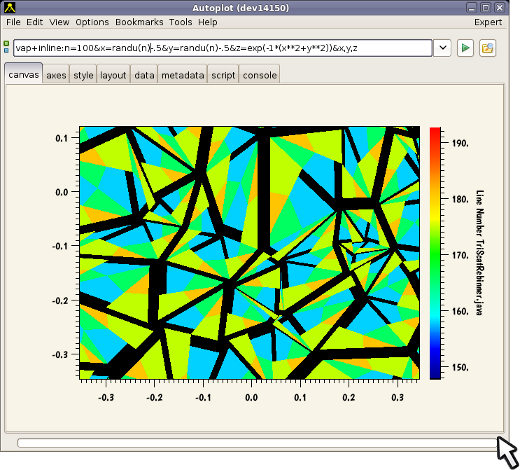 Autoplot (dev14150)
File Edit View Options Bookmarks Tools Help Expert
vap+inline:n=100&x=randu(n)-.5&y=randu(n)-.5&z=exp(-1*(x**2+y**2))&x,y,z
canvas axes style layout data metadata script console
0.1
0.0
-0.1
-0.2
-0.3
-0.3 -0.2 -0.1 0.0 0.1 0.2 0.3
190.
180.
170.
160.
150.
Line Number TriScatRebinner.java